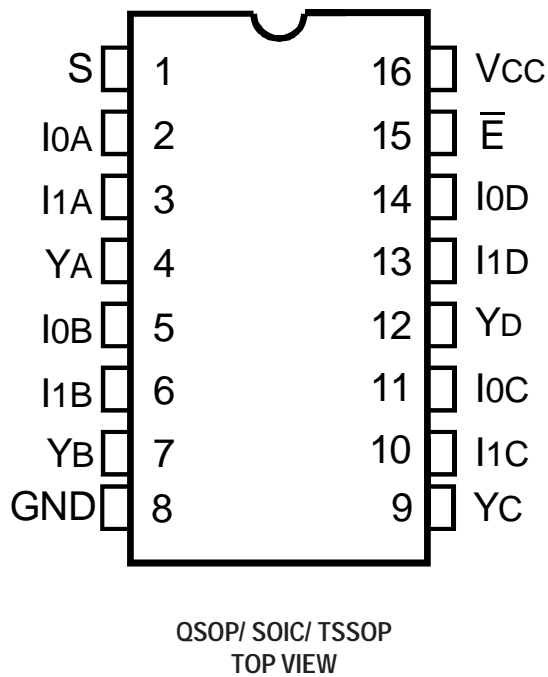 S 1 16 VCC
I0A 2 15 E̅
I1A 3 14 I0D
YA 4 13 I1D
I0B 5 12 YD
I1B 6 11 I0C
YB 7 10 I1C
GND 8 9 YC
QSOP/ SOIC/ TSSOP
TOP VIEW